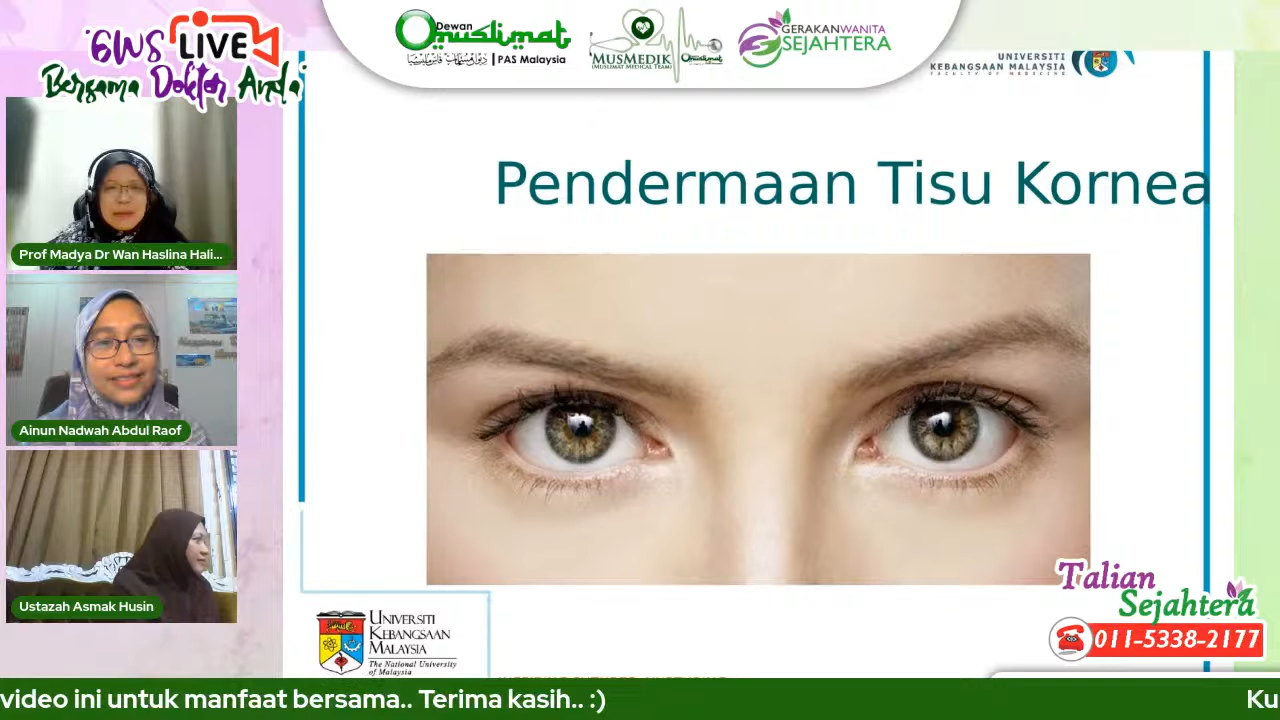 GWS LIVE
Bersama Doktor Anda
Dewan
muslimat
PAS Malaysia
MUSMEDIK
(MUSLIMAT MEDICAL TEAM)
GERAKANWANITA
SEJAHTERA
UNIVERSITI
KEBANGSAAN MALAYSIA
FACULTY OF MEDICINE
Pendermaan Tisu Kornea
Prof Madya Dr Wan Haslina Hali...
Ainun Nadwah Abdul Raof
Ustazah Asmak Husin
UNIVERSITI
KEBANGSAAN
MALAYSIA
The National University
of Malaysia
Talian
Sejahtera
011-5338-2177
video ini untuk manfaat bersama.. Terima kasih.. :)
Ku